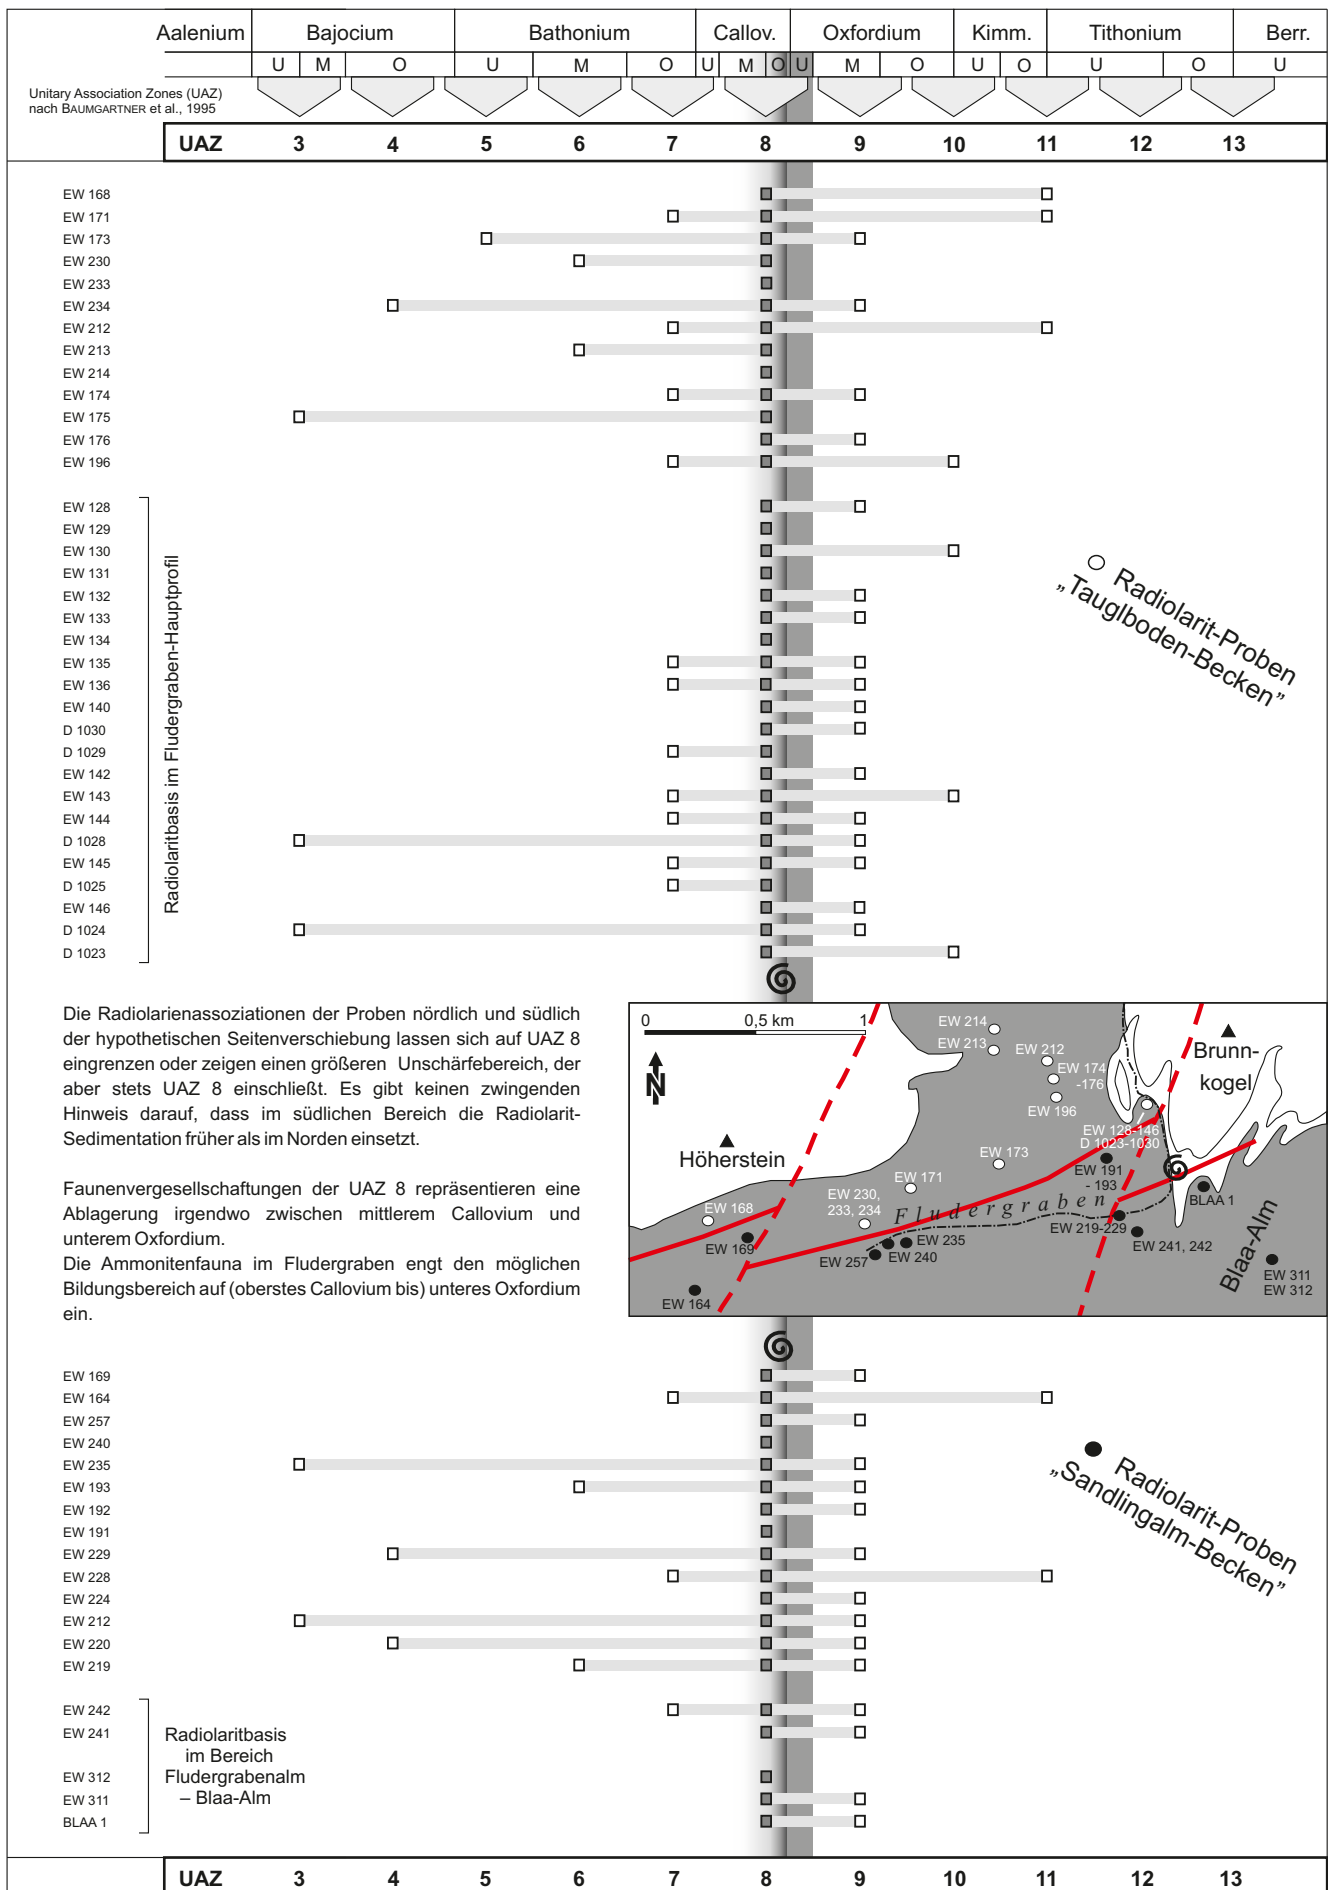 Aalenium Bajocium Bathonium Callov. Oxfordium Kimm. Tithonium Berr.
U M O U M O U M O U M O U O U O U
Unitary Association Zones (UAZ)
nach BAUMGARTNER et al., 1995
UAZ 3 4 5 6 7 8 9 10 11 12 13
EW 168
EW 171
EW 173
EW 230
EW 233
EW 234
EW 212
EW 213
EW 214
EW 174
EW 175
EW 176
EW 196
EW 128
EW 129
EW 130
EW 131
EW 132
EW 133
EW 134
EW 135
EW 136
EW 140
D 1030
D 1029
EW 142
EW 143
EW 144
D 1028
EW 145
D 1025
EW 146
D 1024
D 1023
Radiolaritbasis im Fludergraben-Hauptprofil
Radiolarit-Proben
„Tauglboden-Becken”
Die Radiolarienassoziationen der Proben nördlich und südlich
der hypothetischen Seitenverschiebung lassen sich auf UAZ 8
eingrenzen oder zeigen einen größeren Unschärfebereich, der
aber stets UAZ 8 einschließt. Es gibt keinen zwingenden
Hinweis darauf, dass im südlichen Bereich die Radiolarit-
Sedimentation früher als im Norden einsetzt.
Faunenvergesellschaftungen der UAZ 8 repräsentieren eine
Ablagerung irgendwo zwischen mittlerem Callovium und
unterem Oxfordium.
Die Ammonitenfauna im Fludergraben engt den möglichen
Bildungsbereich auf (oberstes Callovium bis) unteres Oxfordium
ein.
0 0,5 km 1
N
EW 214
EW 213
EW 212
EW 174
-176
EW 196
Brunn-
kogel
EW 128-146
D 1023-1030
Höherstein
EW 173
EW 191
- 193
EW 171
BLAA 1
EW 230,
233, 234
Fludergraben
EW 168
EW 169
EW 235
EW 240
EW 257
EW 219-229
EW 241, 242
Blaa-Alm
EW 311
EW 312
EW 164
EW 169
EW 164
EW 257
EW 240
EW 235
EW 193
EW 192
EW 191
EW 229
EW 228
EW 224
EW 212
EW 220
EW 219
Radiolarit-Proben
„Sandlingalm-Becken”
EW 242
EW 241
EW 312
EW 311
BLAA 1
Radiolaritbasis
im Bereich
Fludergrabenalm
– Blaa-Alm
UAZ 3 4 5 6 7 8 9 10 11 12 13